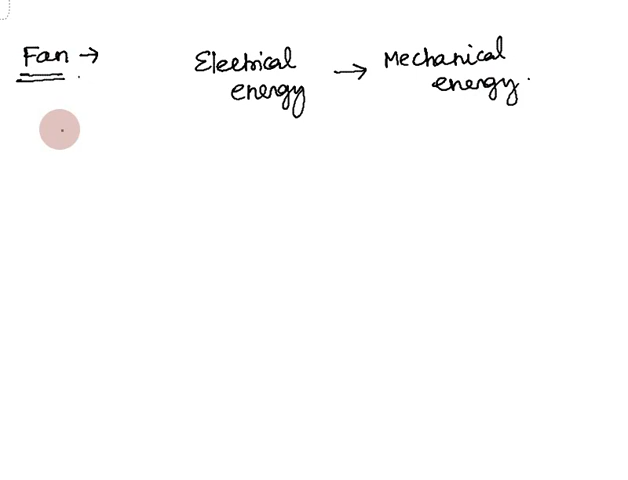 Fan → Electrical → Mechanical
energy energy.